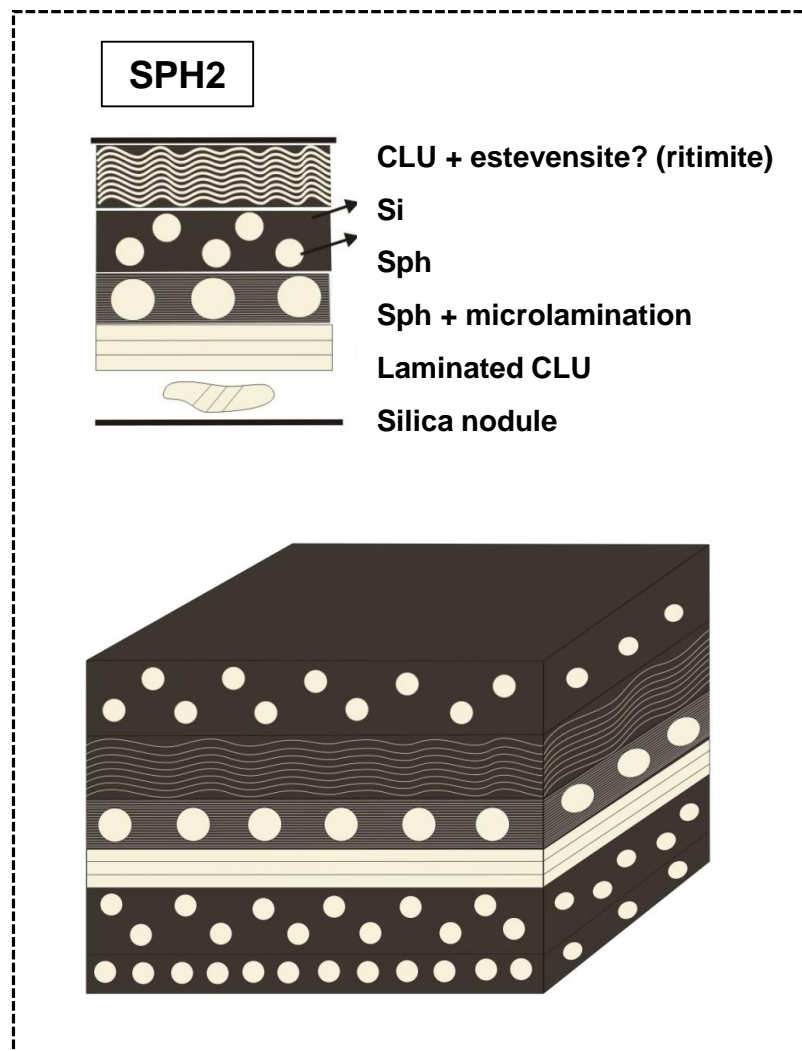 SPH2
CLU + estevensite? (ritimite)
Si
Sph
Sph + microlamination
Laminated CLU
Silica nodule